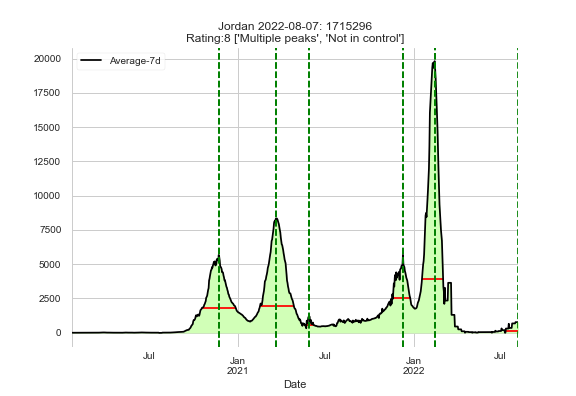 Jordan 2022-08-07: 1715296
Rating:8 ['Multiple peaks', 'Not in control']
Average-7d
20000
17500
15000
12500
10000
7500
5000
2500
0
Jul
Jan
2021
Jul
Jan
2022
Jul
Date